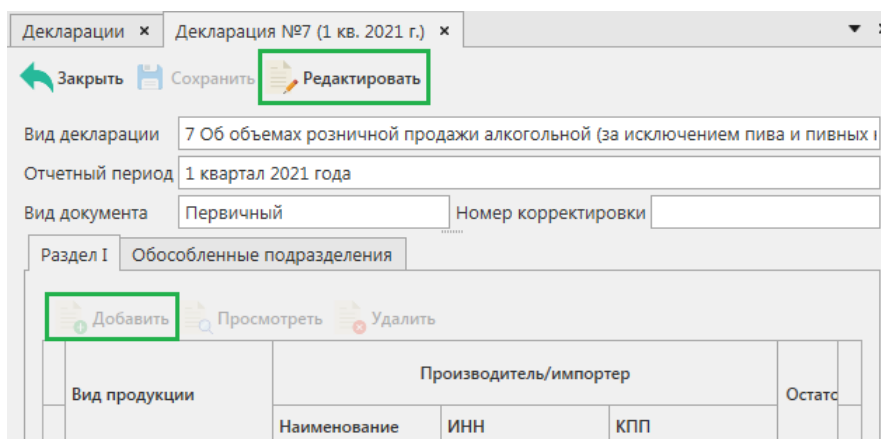 Декларации × Декларация №7 (1 кв. 2021 г.) ×
Закрыть Сохранить Редактировать
Вид декларации 7 Об объемах розничной продажи алкогольной (за исключением пива и пивных
Отчетный период 1 квартал 2021 года
Вид документа Первичный Номер корректировки
Раздел I Обособленные подразделения
Добавить Просмотреть Удалить
Вид продукции Производитель/импортер Остатс
Наименование ИНН КПП